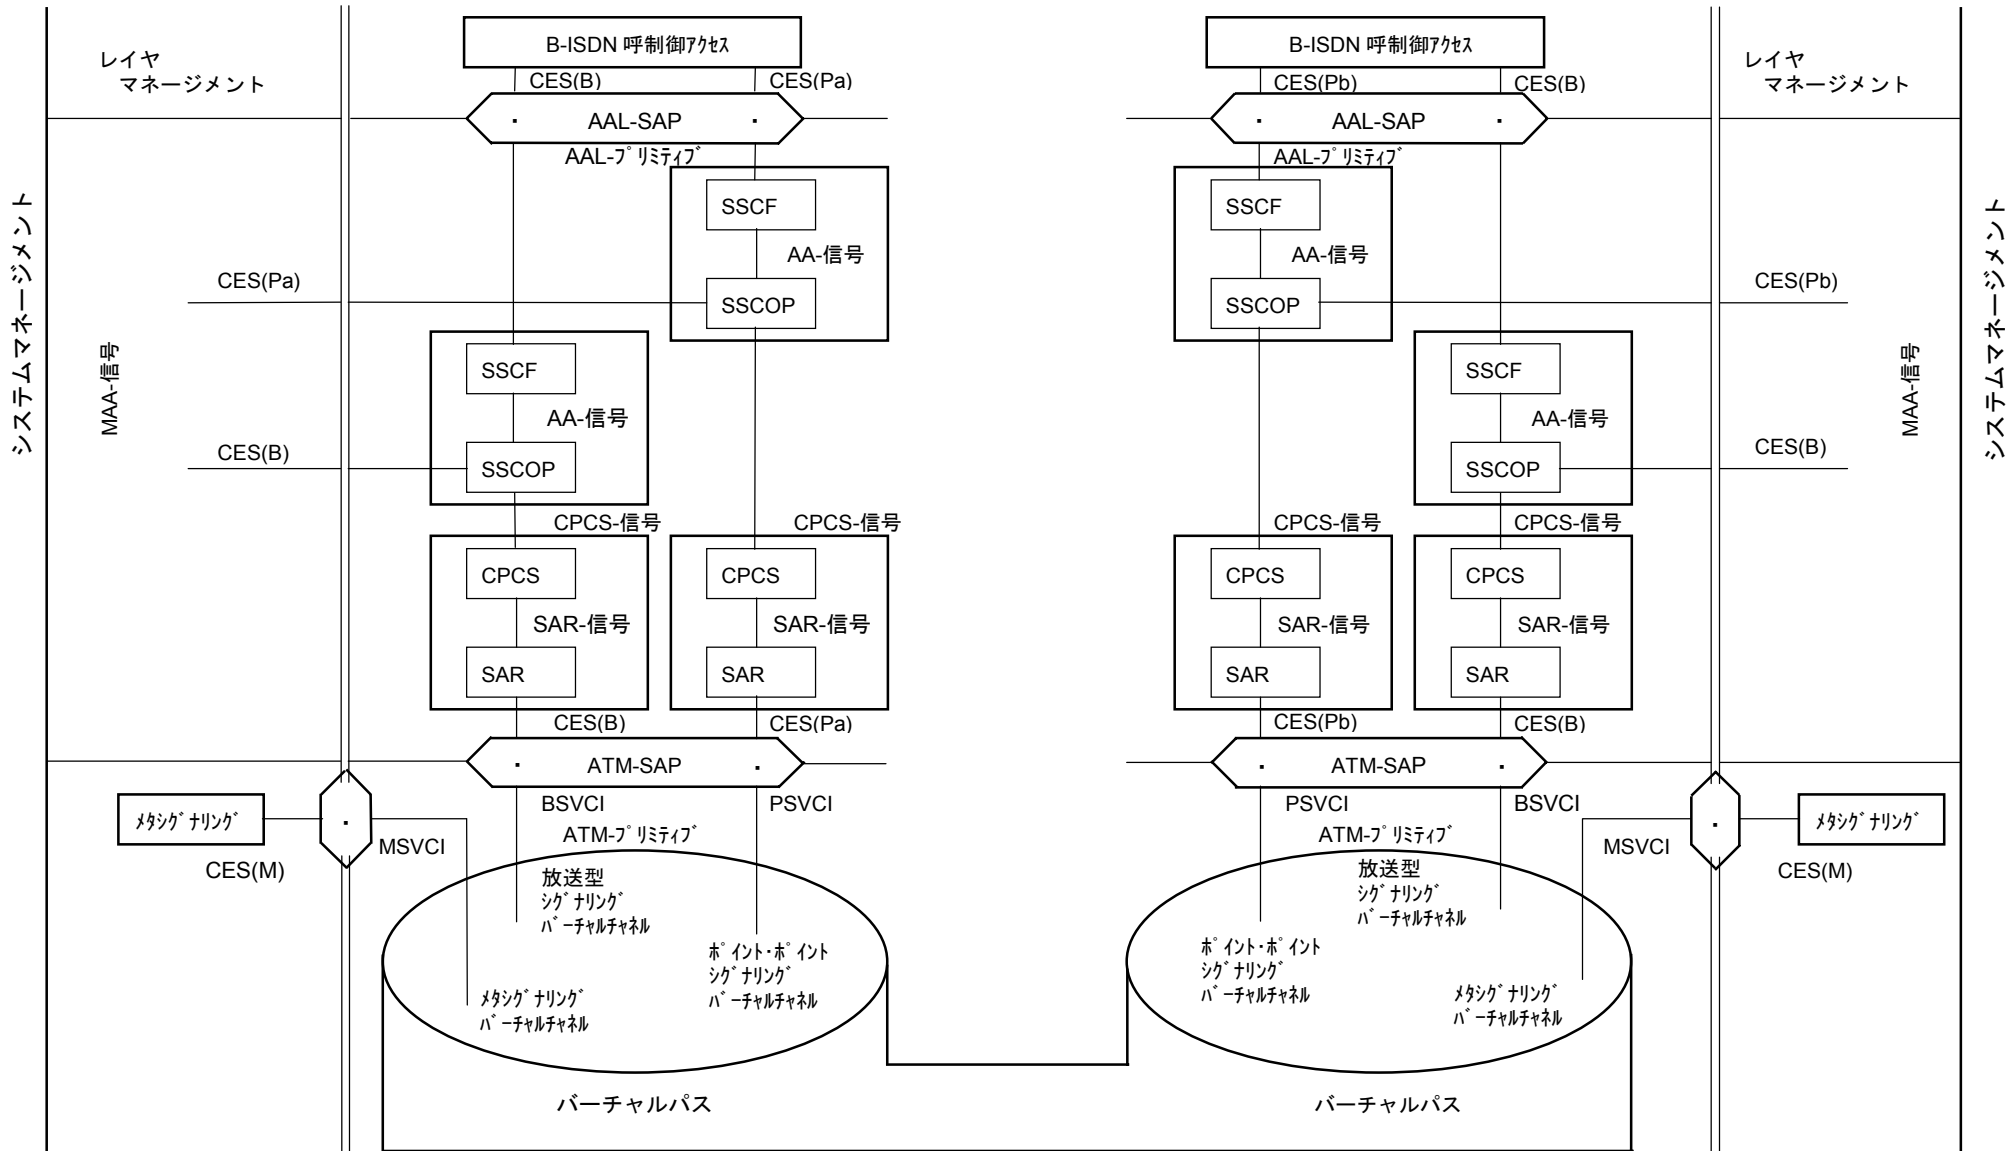 B-ISDN 呼制御ｱｸｾｽ
B-ISDN 呼制御ｱｸｾｽ
レイヤ
マネージメント
レイヤ
マネージメント
CES(B)
CES(Pa)
CES(Pb)
CES(B)
AAL-SAP
AAL-SAP
AAL-ﾌﾟﾘﾐﾃｨﾌﾞ
AAL-ﾌﾟﾘﾐﾃｨﾌﾞ
システムマネージメント
システムマネージメント
SSCF
SSCF
AA-信号
AA-信号
CES(Pa)
CES(Pb)
SSCOP
SSCOP
MAA-信号
MAA-信号
SSCF
SSCF
AA-信号
AA-信号
CES(B)
CES(B)
SSCOP
SSCOP
CPCS-信号
CPCS-信号
CPCS-信号
CPCS-信号
CPCS
CPCS
CPCS
CPCS
SAR-信号
SAR-信号
SAR-信号
SAR-信号
SAR
SAR
SAR
SAR
CES(B)
CES(Pa)
CES(Pb)
CES(B)
ATM-SAP
ATM-SAP
BSVCI
PSVCI
PSVCI
BSVCI
ﾒﾀｼｸﾞﾅﾘﾝｸﾞ
ﾒﾀｼｸﾞﾅﾘﾝｸﾞ
ATM-ﾌﾟﾘﾐﾃｨﾌﾞ
ATM-ﾌﾟﾘﾐﾃｨﾌﾞ
MSVCI
MSVCI
CES(M)
CES(M)
放送型
ｼｸﾞﾅﾘﾝｸﾞ
ﾊﾞｰﾁｬﾙﾁｬﾈﾙ
放送型
ｼｸﾞﾅﾘﾝｸﾞ
ﾊﾞｰﾁｬﾙﾁｬﾈﾙ
ﾎﾟｲﾝﾄ･ﾎﾟｲﾝﾄ
ｼｸﾞﾅﾘﾝｸﾞ
ﾊﾞｰﾁｬﾙﾁｬﾈﾙ
ﾎﾟｲﾝﾄ･ﾎﾟｲﾝﾄ
ｼｸﾞﾅﾘﾝｸﾞ
ﾊﾞｰﾁｬﾙﾁｬﾈﾙ
ﾒﾀｼｸﾞﾅﾘﾝｸﾞ
ﾊﾞｰﾁｬﾙﾁｬﾈﾙ
ﾒﾀｼｸﾞﾅﾘﾝｸﾞ
ﾊﾞｰﾁｬﾙﾁｬﾈﾙ
バーチャルパス
バーチャルパス